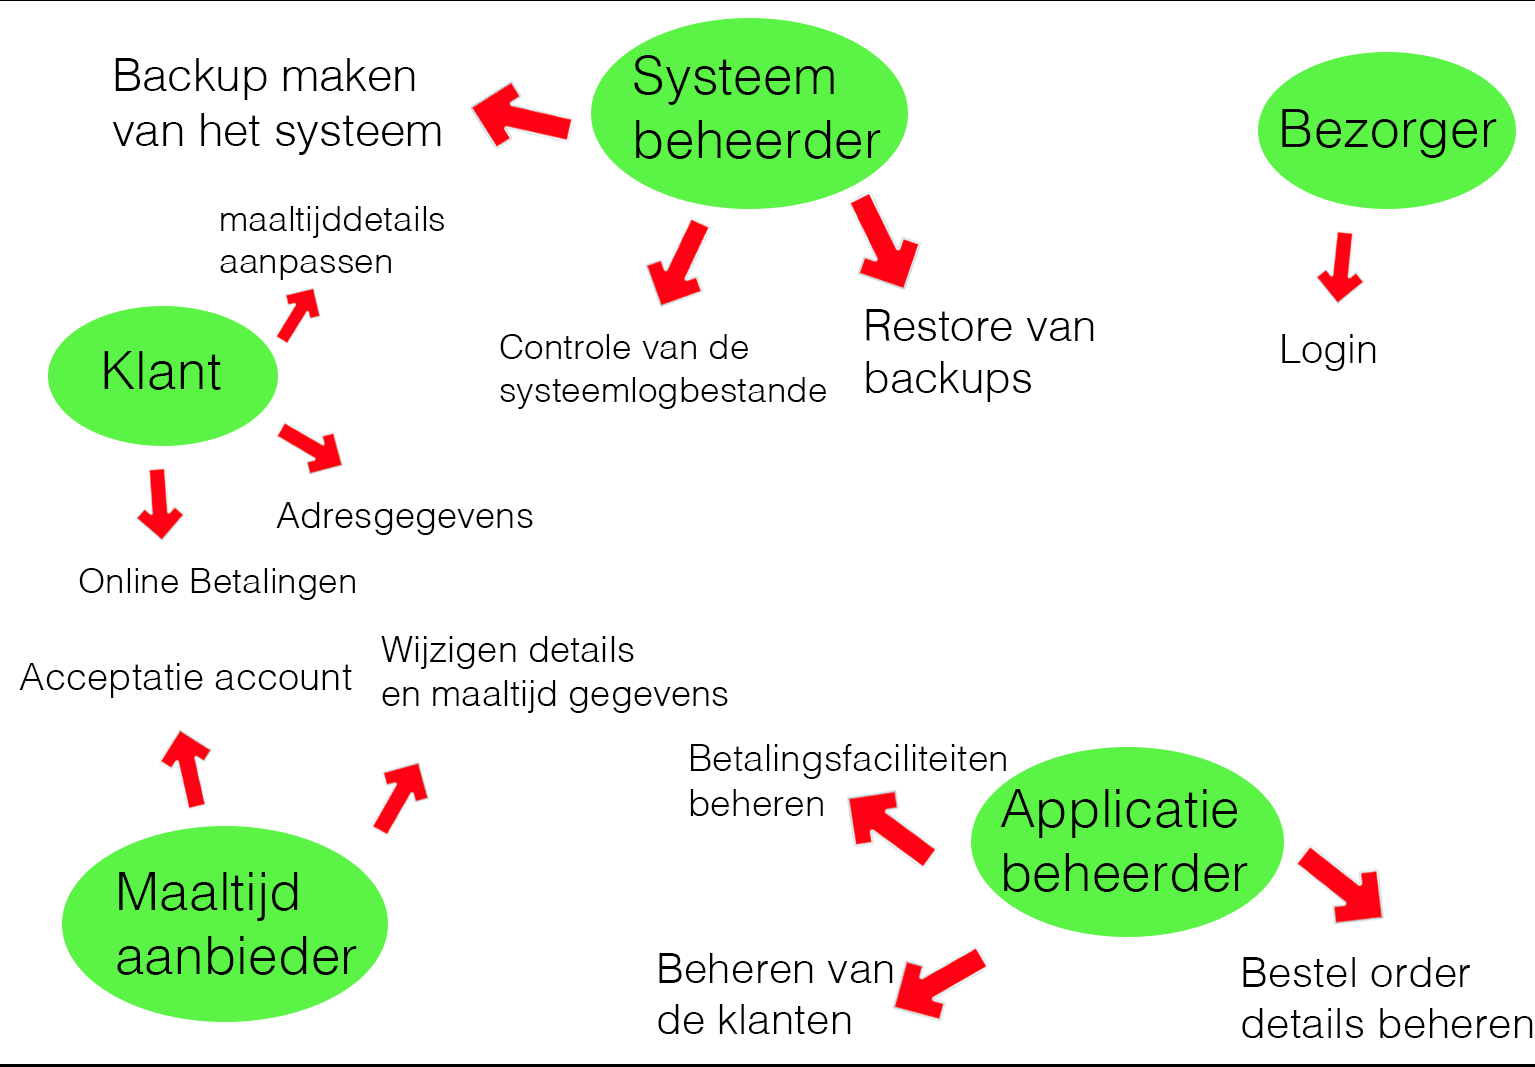 Systeem
beheerder
Backup maken
van het systeem
Controle van de
systeemlogbestande
Restore van
backups
Bezorger
Login
Klant
maaltijddetails
aanpassen
Adresgegevens
Online Betalingen
Maaltijd
aanbieder
Acceptatie account
Wijzigen details
en maaltijd gegevens
Applicatie
beheerder
Betalingsfaciliteiten
beheren
Beheren van
de klanten
Bestel order
details beheren